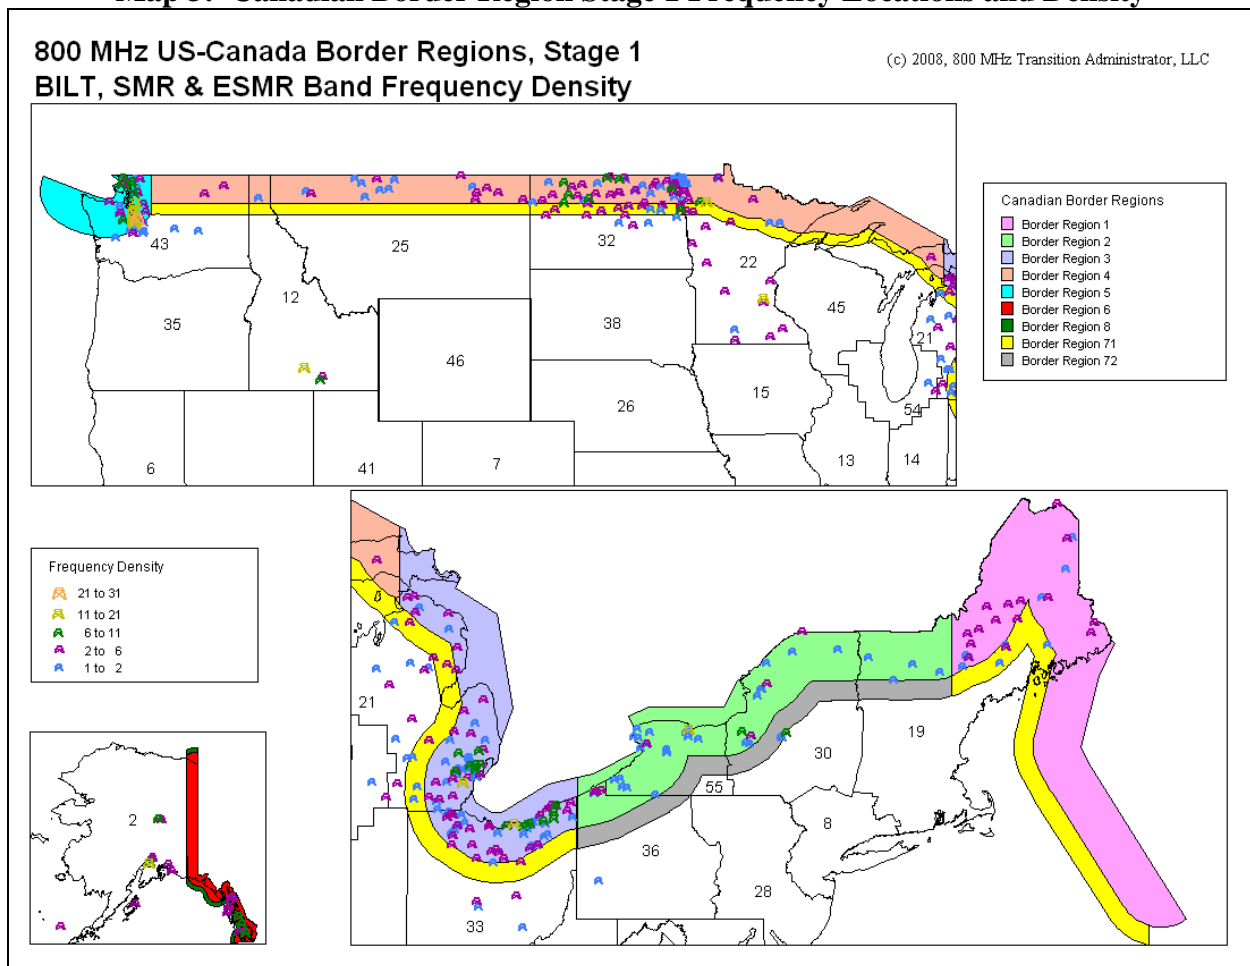 800 MHz US-Canada Border Regions, Stage 1
BILT, SMR & ESMR Band Frequency Density
(c) 2008, 800 MHz Transition Administrator, LLC
43
25
32
22
12
35
38
45
21
46
15
26
54
6
41
7
13
14
Canadian Border Regions
Border Region 1
Border Region 2
Border Region 3
Border Region 4
Border Region 5
Border Region 6
Border Region 8
Border Region 71
Border Region 72
Frequency Density
21 to 31
11 to 21
6 to 11
2 to 6
1 to 2
2
21
19
30
55
8
36
28
33